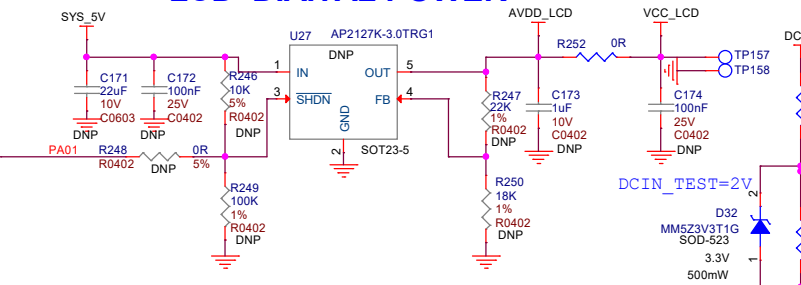 SYS_5V
AVDD_LCD
VCC_LCD
U27
AP2127K-3.0TRG1
DNP
R252
0R
TP157
TP158
1
IN
OUT
5
3
SHDN
FB
4
GND
2
SOT23-5
C171
22uF
10V
C0603
DNP
C172
100nF
25V
C0402
DNP
R246
10K
5%
R0402
DNP
R247
22K
1%
R0402
DNP
C173
1uF
10V
C0402
DNP
C174
100nF
25V
C0402
DNP
PA01
R248
R0402
DNP
0R
5%
R249
100K
1%
R0402
DNP
R250
18K
1%
R0402
DNP
DCIN_TEST=2V
2
D32
MM5Z3V3T1G
SOD-523
3.3V
500mW
1